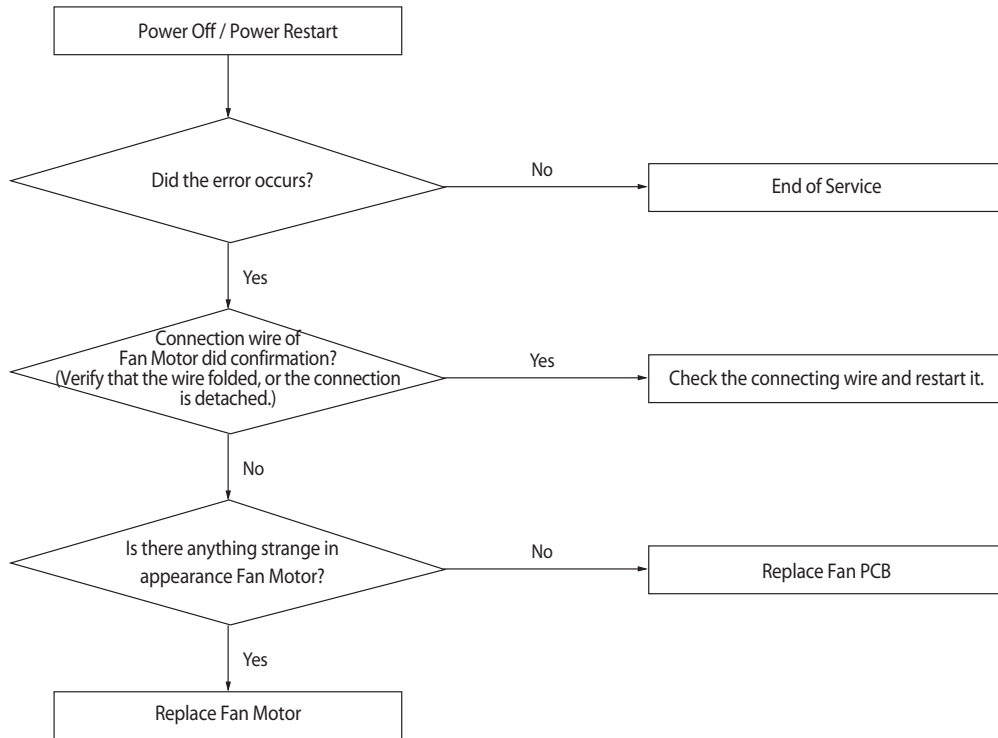 Power Off / Power Restart
Did the error occurs?
No
End of Service
Yes
Connection wire of
Fan Motor did confirmation?
(Verify that the wire folded, or the connection
is detached.)
Yes
Check the connecting wire and restart it.
No
Is there anything strange in
appearance Fan Motor?
No
Replace Fan PCB
Yes
Replace Fan Motor